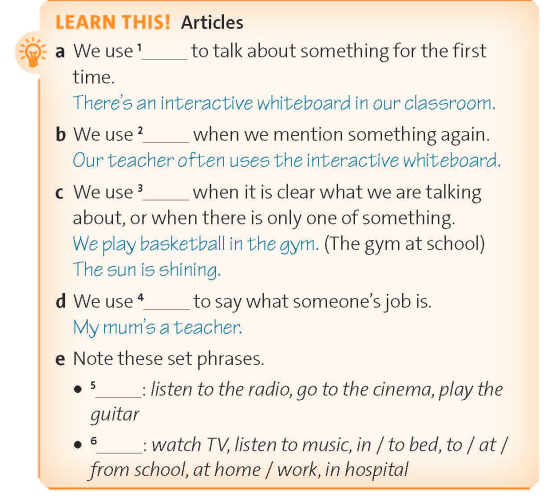 LEARN THIS! Articles
a We use ¹_____ to talk about something for the first
time.
There's an interactive whiteboard in our classroom.
b We use ²_____ when we mention something again.
Our teacher often uses the interactive whiteboard.
c We use ³_____ when it is clear what we are talking
about, or when there is only one of something.
We play basketball in the gym. (The gym at school)
The sun is shining.
d We use ⁴_____ to say what someone's job is.
My mum's a teacher.
e Note these set phrases.
• ⁵_____: listen to the radio, go to the cinema, play the
guitar
• ⁶_____: watch TV, listen to music, in / to bed, to / at /
from school, at home / work, in hospital